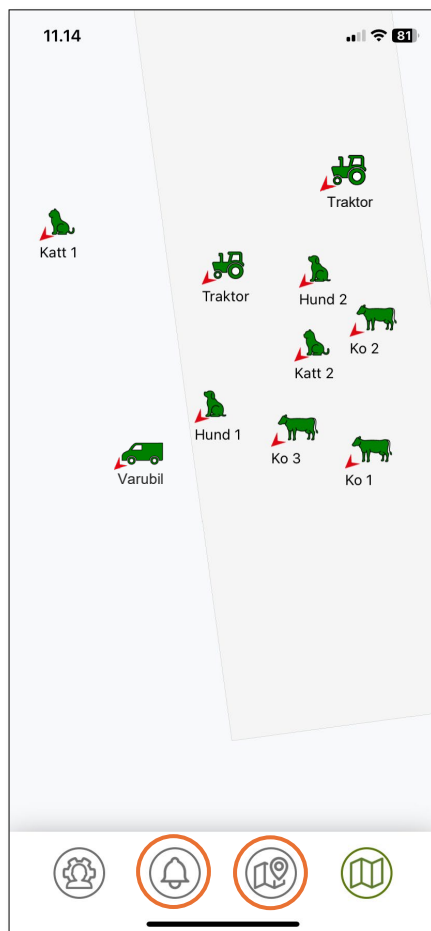 11.14
81
Traktor
Katt 1
Traktor
Hund 2
Ko 2
Katt 2
Hund 1
Ko 3
Varubil
Ko 1